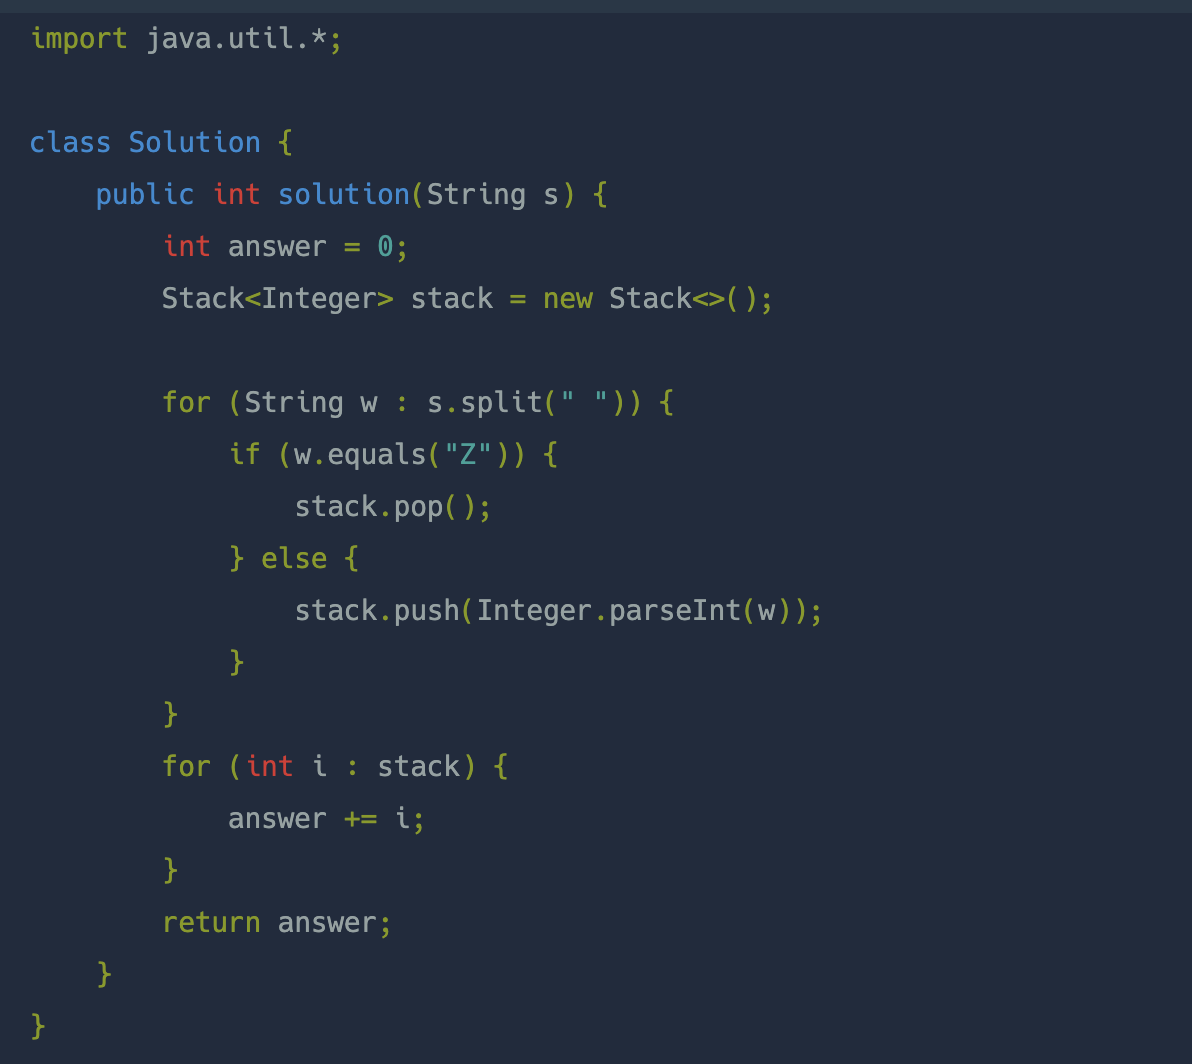 import java.util.*;
class Solution {
    public int solution(String s) {
        int answer = 0;
        Stack<Integer> stack = new Stack<>();
        for (String w : s.split(" ")) {
            if (w.equals("Z")) {
                stack.pop();
            } else {
                stack.push(Integer.parseInt(w));
            }
        }
        for (int i : stack) {
            answer += i;
        }
        return answer;
    }
}